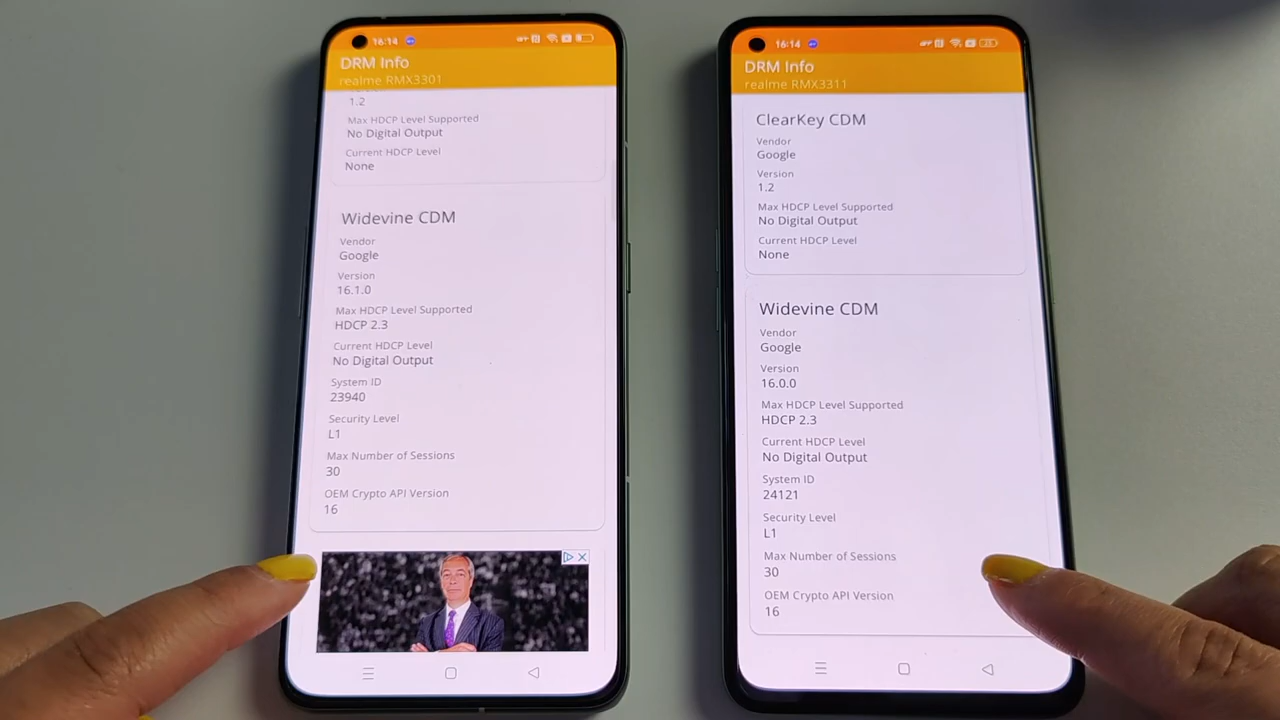 16:14
DRM Info
realme RMX3301
1.2
Max HDCP Level Supported
No Digital Output
Current HDCP Level
None
Widevine CDM
Vendor
Google
Version
16.1.0
Max HDCP Level Supported
HDCP 2.3
Current HDCP Level
No Digital Output
System ID
23940
Security Level
L1
Max Number of Sessions
30
OEM Crypto API Version
16
16:14
DRM Info
realme RMX3311
ClearKey CDM
Vendor
Google
Version
1.2
Max HDCP Level Supported
No Digital Output
Current HDCP Level
None
Widevine CDM
Vendor
Google
Version
16.0.0
Max HDCP Level Supported
HDCP 2.3
Current HDCP Level
No Digital Output
System ID
24121
Security Level
L1
Max Number of Sessions
30
OEM Crypto API Version
16